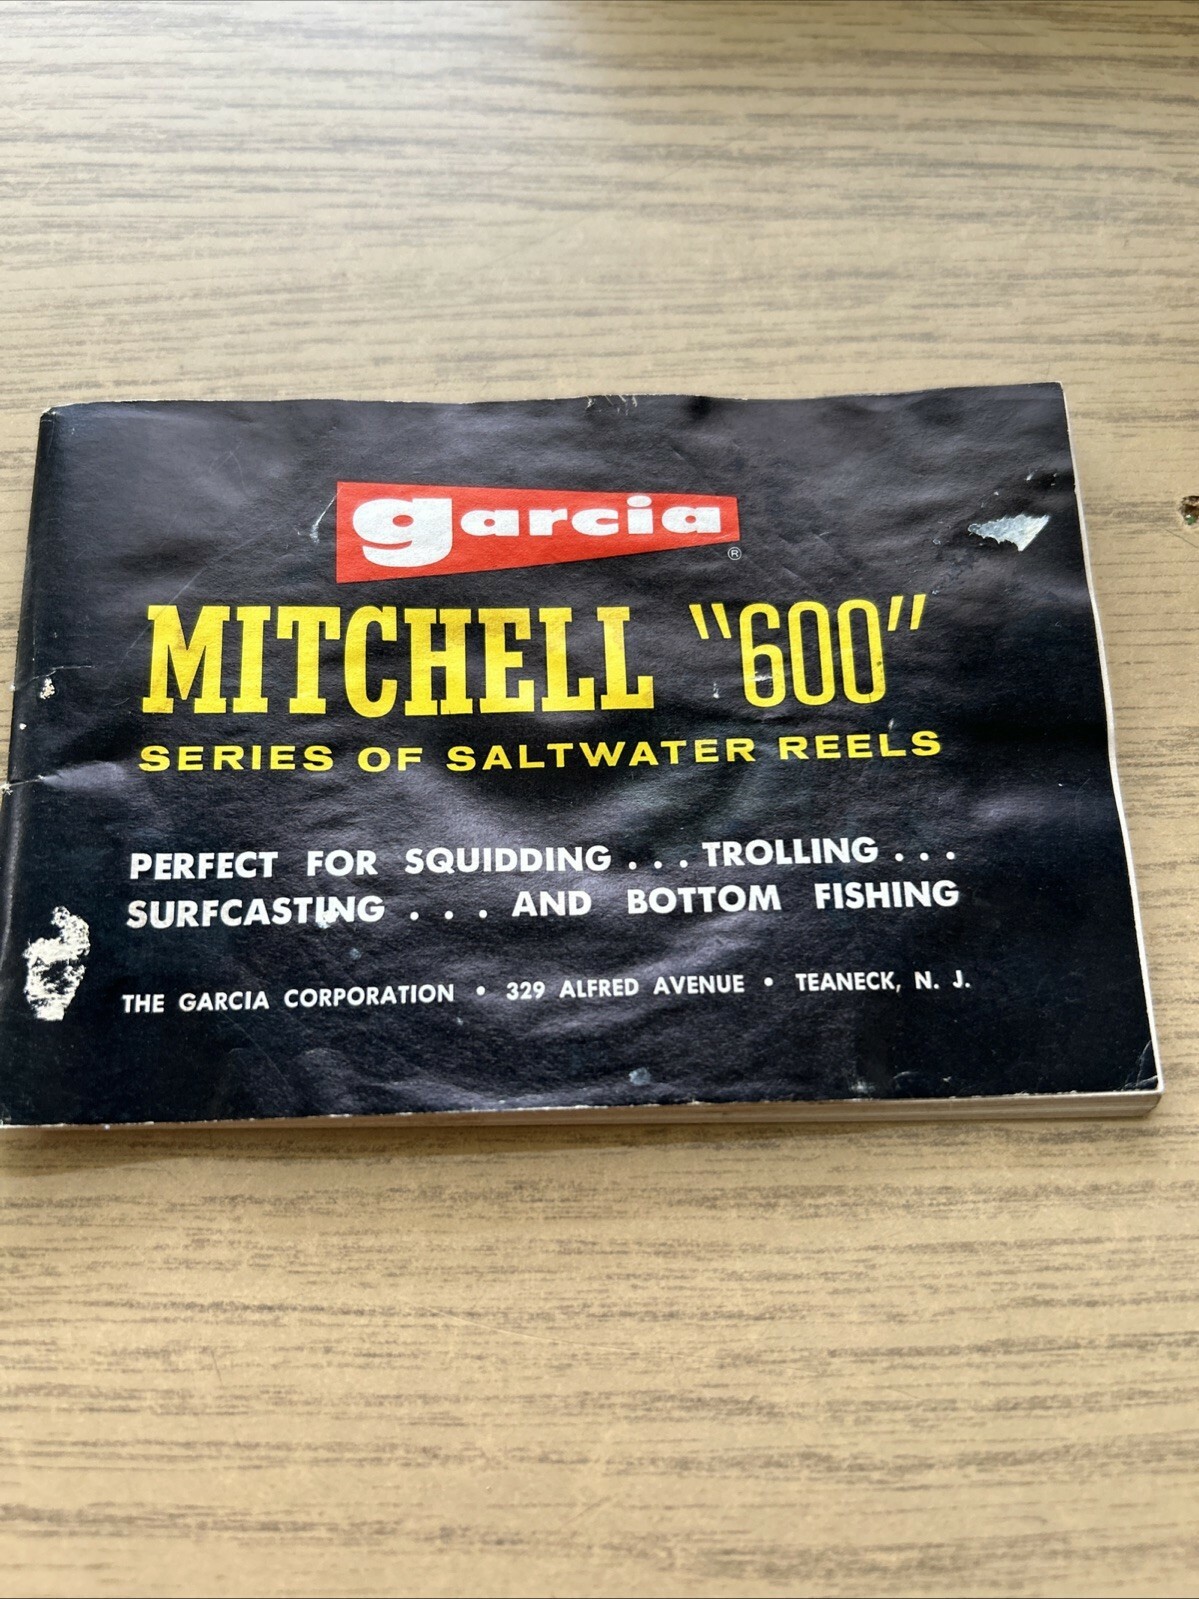 garcia ®
MITCHELL "600"
SERIES OF SALTWATER REELS
PERFECT FOR SQUIDDING . . . TROLLING . . .
SURFCASTING . . . AND BOTTOM FISHING
THE GARCIA CORPORATION • 329 ALFRED AVENUE • TEANECK, N. J.